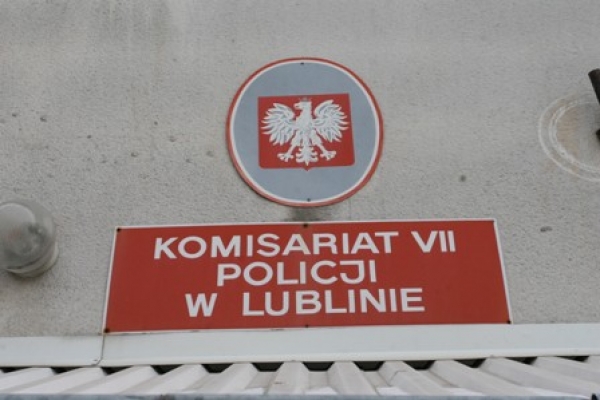 KOMISARIAT VII
POLICJI
W LUBLINIE